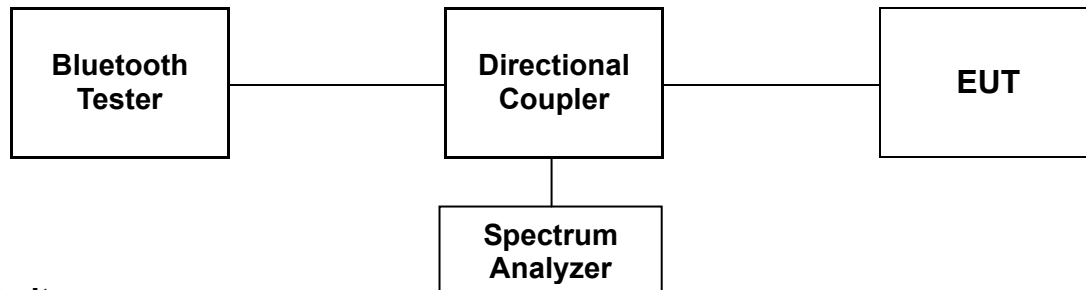 Bluetooth
Tester
Directional
Coupler
EUT
Spectrum
Analyzer